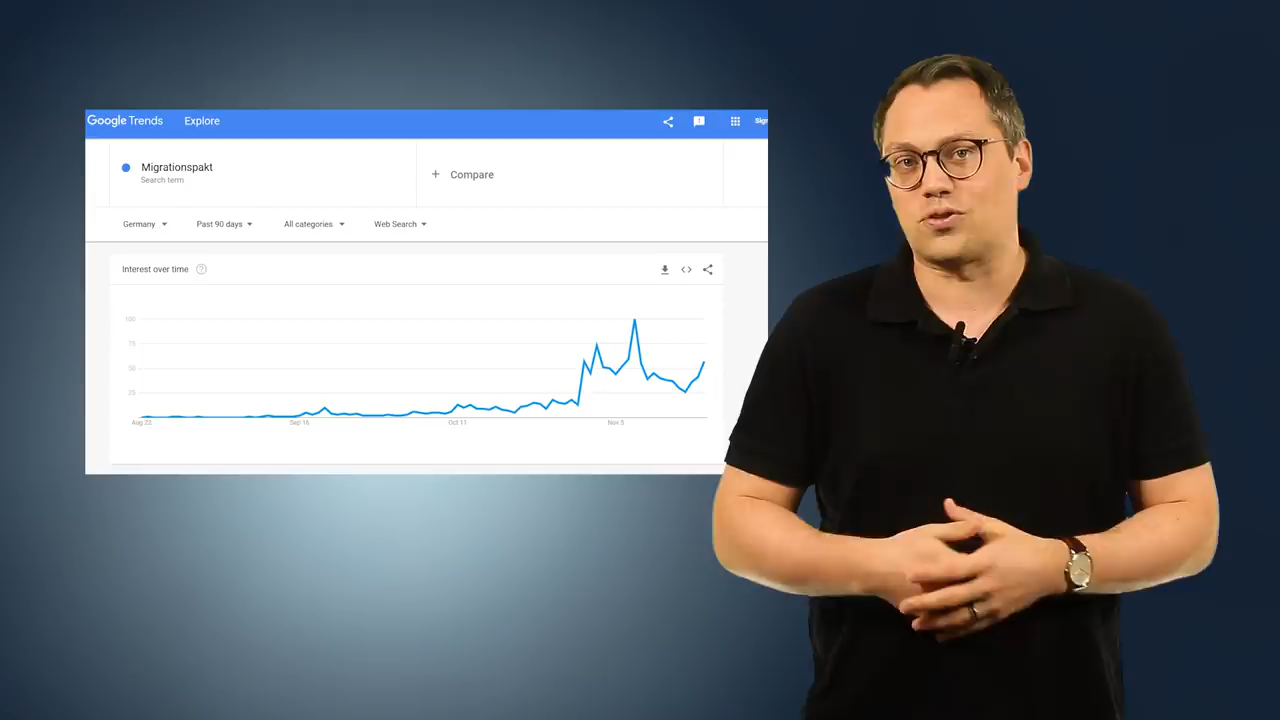 Google Trends Explore
Sign
Migrationspakt
Search term
+ Compare
Germany Past 90 days All categories Web Search
Interest over time ?
100
75
50
25
Aug 22 Sep 16 Oct 11 Nov 5